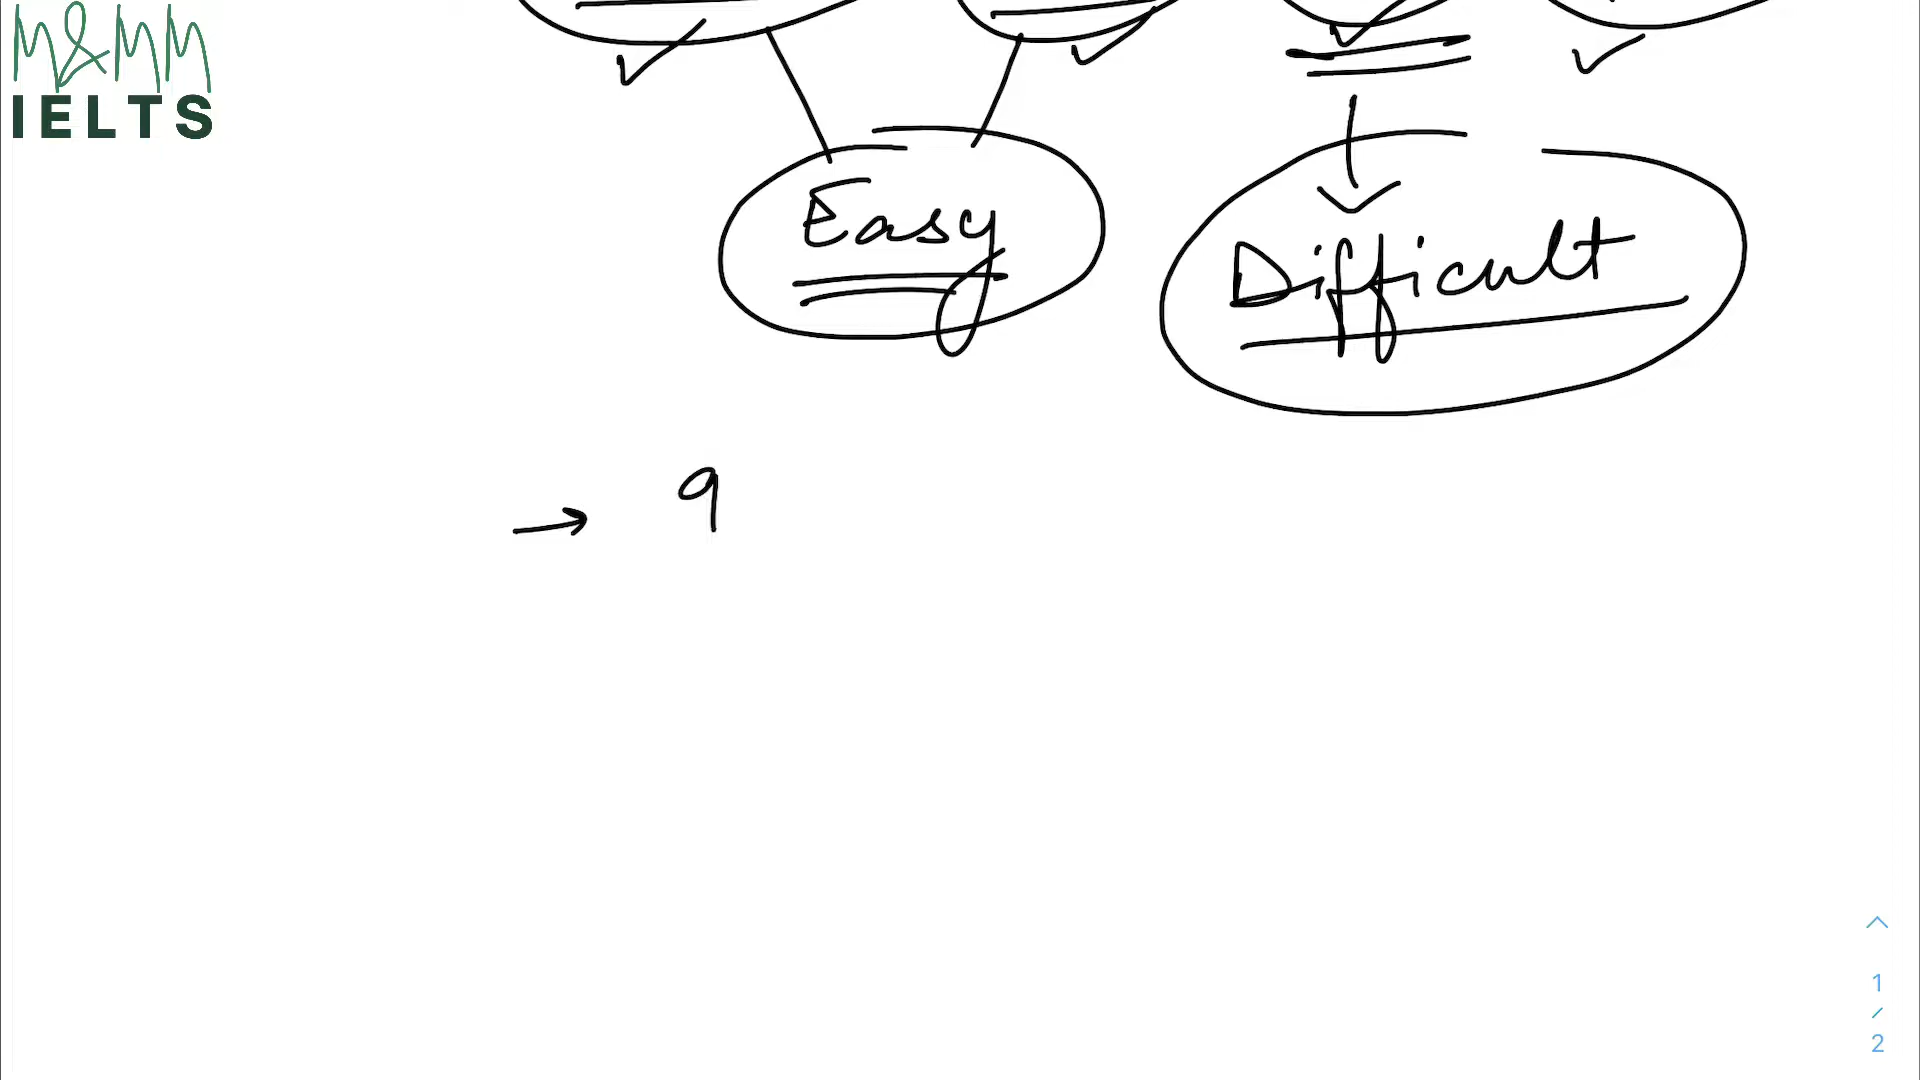 M&MM
IELTS
Easy
Difficult
→ 9
1
/
2